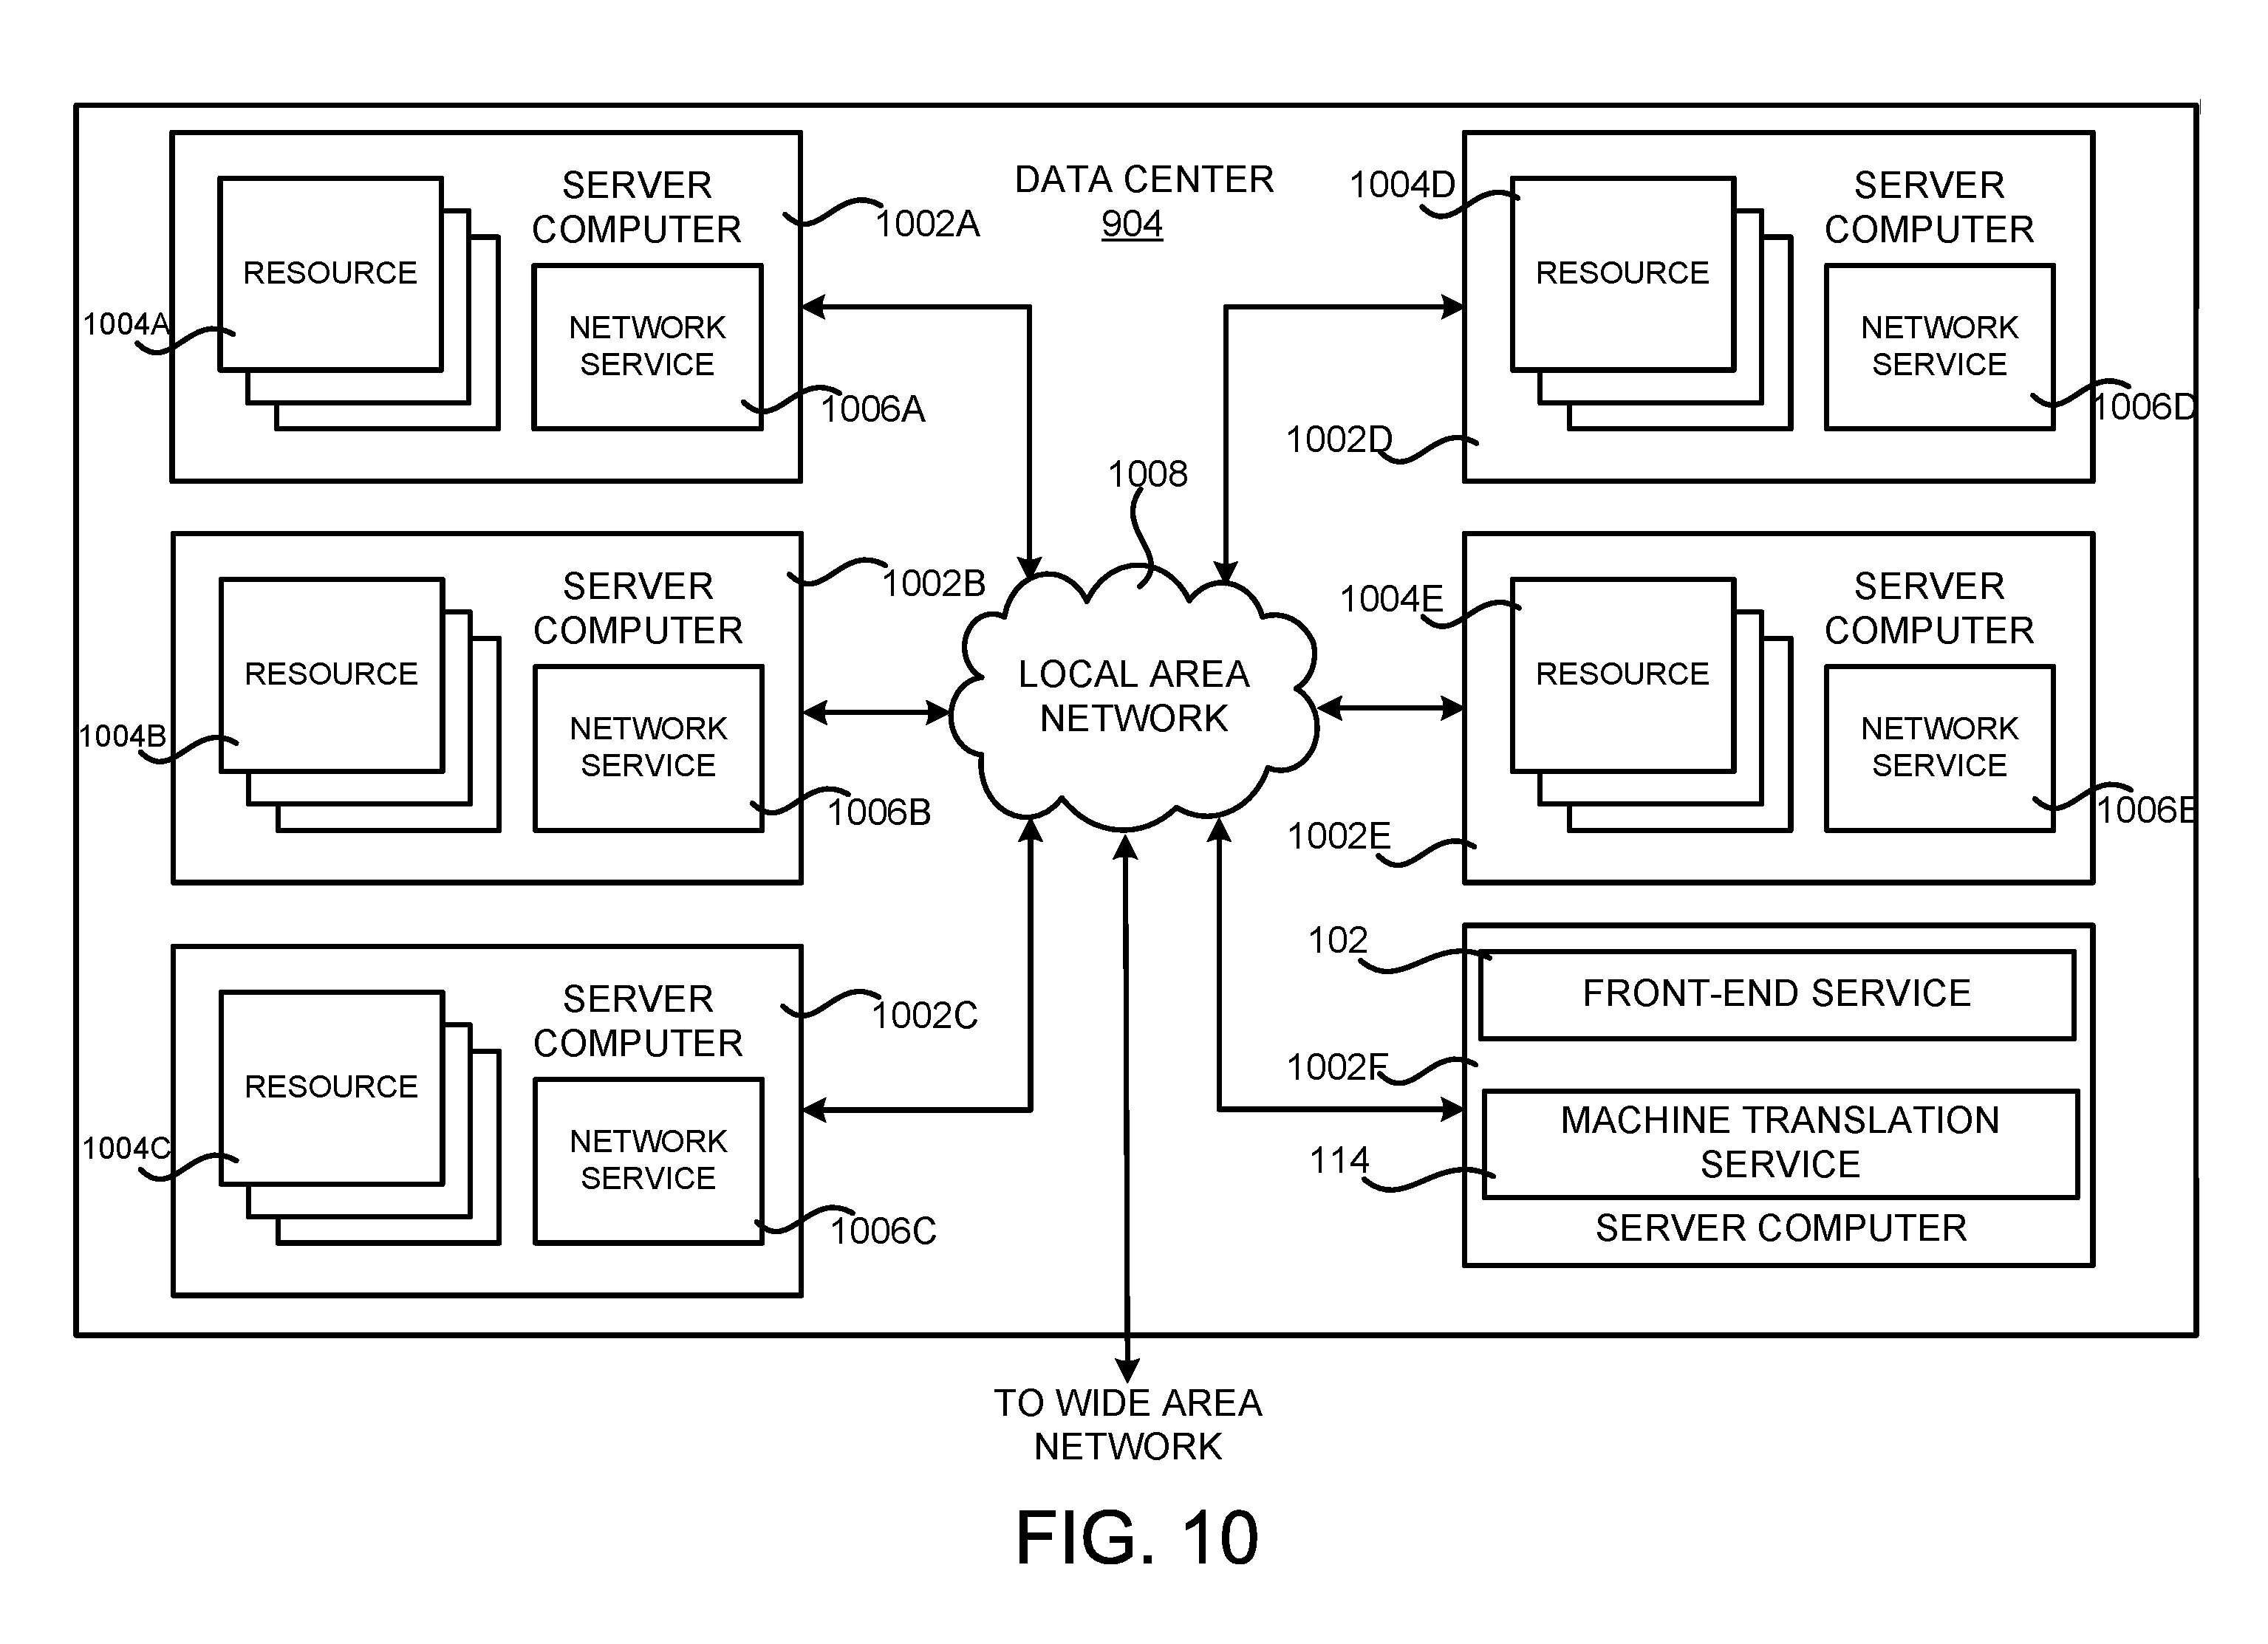 DATA CENTER
904
SERVER
COMPUTER
1002A
RESOURCE
1004A
NETWORK
SERVICE
1006A
SERVER
COMPUTER
1002B
RESOURCE
1004B
NETWORK
SERVICE
1006B
SERVER
COMPUTER
1002C
RESOURCE
1004C
NETWORK
SERVICE
1006C
1008
LOCAL AREA
NETWORK
1004D
SERVER
COMPUTER
RESOURCE
NETWORK
SERVICE
1006D
1002D
1004E
SERVER
COMPUTER
RESOURCE
NETWORK
SERVICE
1006E
1002E
102
FRONT-END SERVICE
1002F
MACHINE TRANSLATION
SERVICE
114
SERVER COMPUTER
TO WIDE AREA
NETWORK
FIG. 10